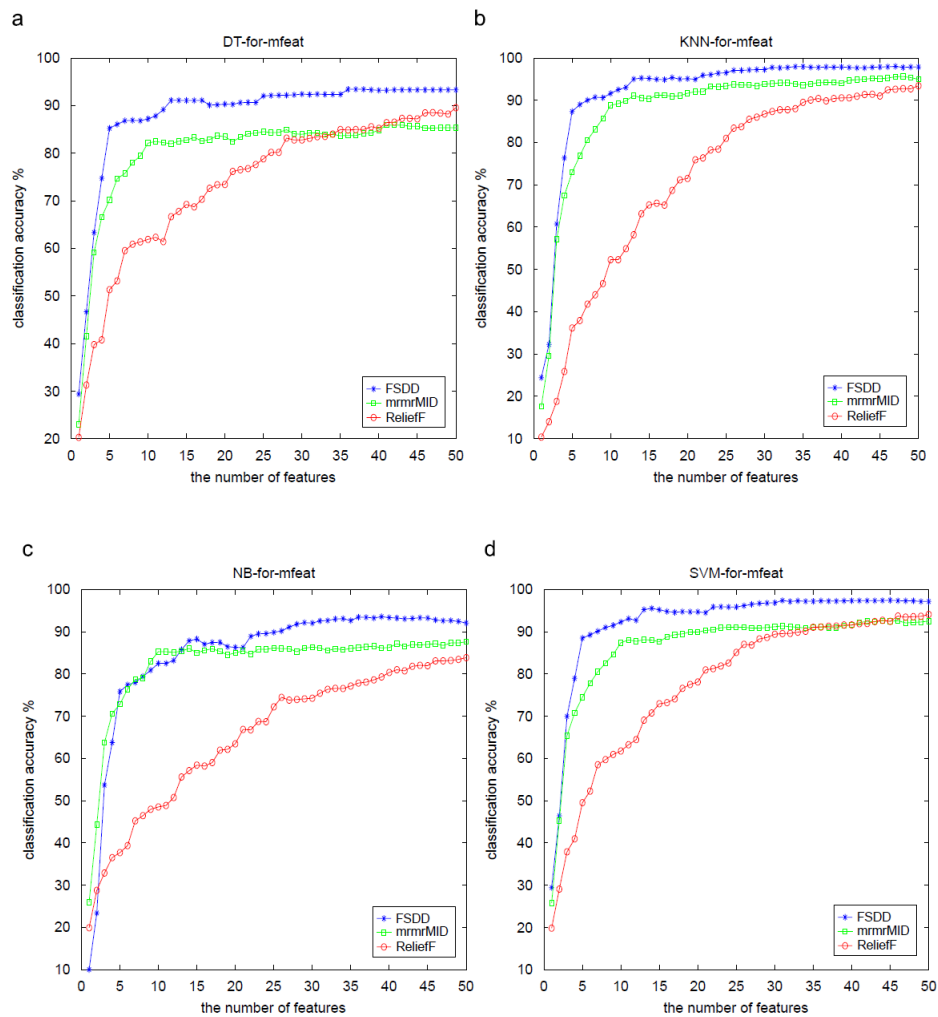 a
DT-for-mfeat
classification accuracy %
100
90
80
70
60
50
40
30
20
0 5 10 15 20 25 30 35 40 45 50
the number of features
FSDD
mrmrMID
ReliefF
b
KNN-for-mfeat
classification accuracy %
100
90
80
70
60
50
40
30
20
10
0 5 10 15 20 25 30 35 40 45 50
the number of features
FSDD
mrmrMID
ReliefF
c
NB-for-mfeat
classification accuracy %
100
90
80
70
60
50
40
30
20
10
0 5 10 15 20 25 30 35 40 45 50
the number of features
FSDD
mrmrMID
ReliefF
d
SVM-for-mfeat
classification accuracy %
100
90
80
70
60
50
40
30
20
10
0 5 10 15 20 25 30 35 40 45 50
the number of features
FSDD
mrmrMID
ReliefF